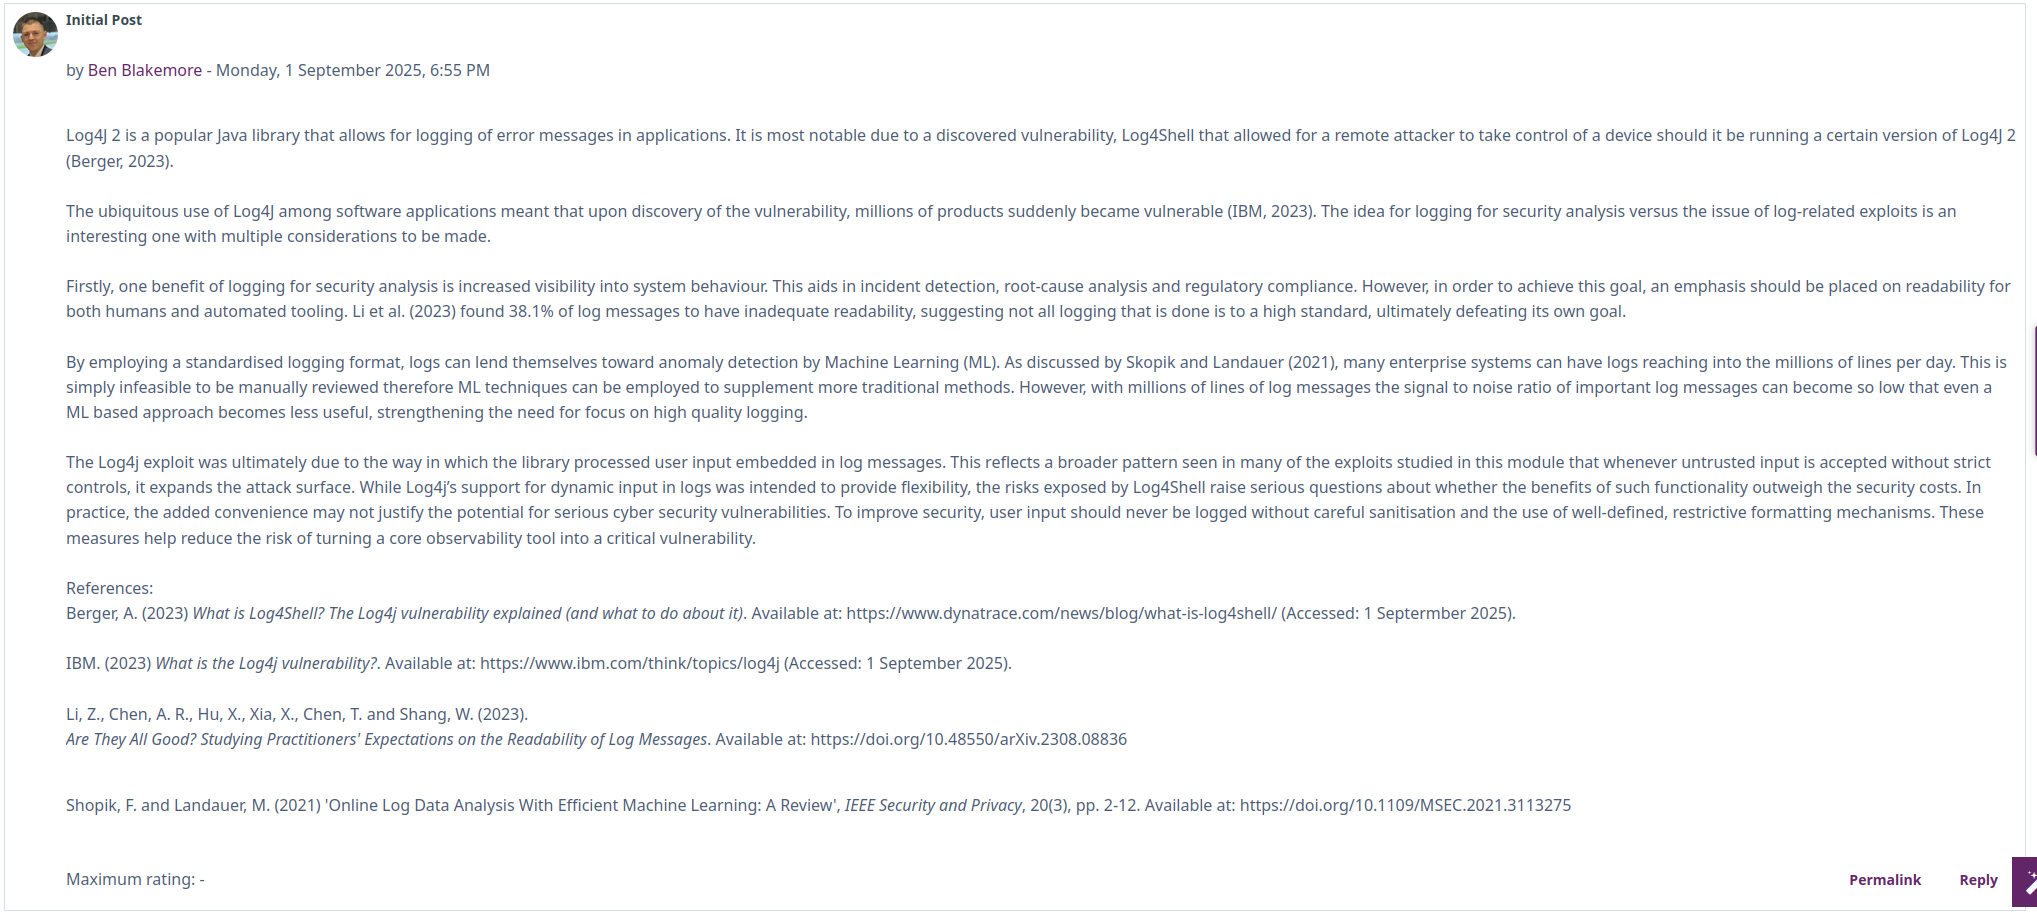 Initial Post
by Ben Blakemore - Monday, 1 September 2025, 6:55 PM
Log4J 2 is a popular Java library that allows for logging of error messages in applications. It is most notable due to a discovered vulnerability, Log4Shell that allowed for a remote attacker to take control of a device should it be running a certain version of Log4J 2
(Berger, 2023).
The ubiquitous use of Log4J among software applications meant that upon discovery of the vulnerability, millions of products suddenly became vulnerable (IBM, 2023). The idea for logging for security analysis versus the issue of log-related exploits is an
interesting one with multiple considerations to be made.
Firstly, one benefit of logging for security analysis is increased visibility into system behaviour. This aids in incident detection, root-cause analysis and regulatory compliance. However, in order to achieve this goal, an emphasis should be placed on readability for
both humans and automated tooling. Li et al. (2023) found 38.1% of log messages to have inadequate readability, suggesting not all logging that is done is to a high standard, ultimately defeating its own goal.
By employing a standardised logging format, logs can lend themselves toward anomaly detection by Machine Learning (ML). As discussed by Skopik and Landauer (2021), many enterprise systems can have logs reaching into the millions of lines per day. This is
simply infeasible to be manually reviewed therefore ML techniques can be employed to supplement more traditional methods. However, with millions of lines of log messages the signal to noise ratio of important log messages can become so low that even a
ML based approach becomes less useful, strengthening the need for focus on high quality logging.
The Log4j exploit was ultimately due to the way in which the library processed user input embedded in log messages. This reflects a broader pattern seen in many of the exploits studied in this module that whenever untrusted input is accepted without strict
controls, it expands the attack surface. While Log4j’s support for dynamic input in logs was intended to provide flexibility, the risks exposed by Log4Shell raise serious questions about whether the benefits of such functionality outweigh the security costs. In
practice, the added convenience may not justify the potential for serious cyber security vulnerabilities. To improve security, user input should never be logged without careful sanitisation and the use of well-defined, restrictive formatting mechanisms. These
measures help reduce the risk of turning a core observability tool into a critical vulnerability.
References:
Berger, A. (2023) What is Log4Shell? The Log4j vulnerability explained (and what to do about it). Available at: https://www.dynatrace.com/news/blog/what-is-log4shell/ (Accessed: 1 Septermber 2025).
IBM. (2023) What is the Log4j vulnerability?. Available at: https://www.ibm.com/think/topics/log4j (Accessed: 1 September 2025).
Li, Z., Chen, A. R., Hu, X., Xia, X., Chen, T. and Shang, W. (2023).
Are They All Good? Studying Practitioners' Expectations on the Readability of Log Messages. Available at: https://doi.org/10.48550/arXiv.2308.08836
Shopik, F. and Landauer, M. (2021) 'Online Log Data Analysis With Efficient Machine Learning: A Review', IEEE Security and Privacy, 20(3), pp. 2-12. Available at: https://doi.org/10.1109/MSEC.2021.3113275
Maximum rating: -
Permalink Reply